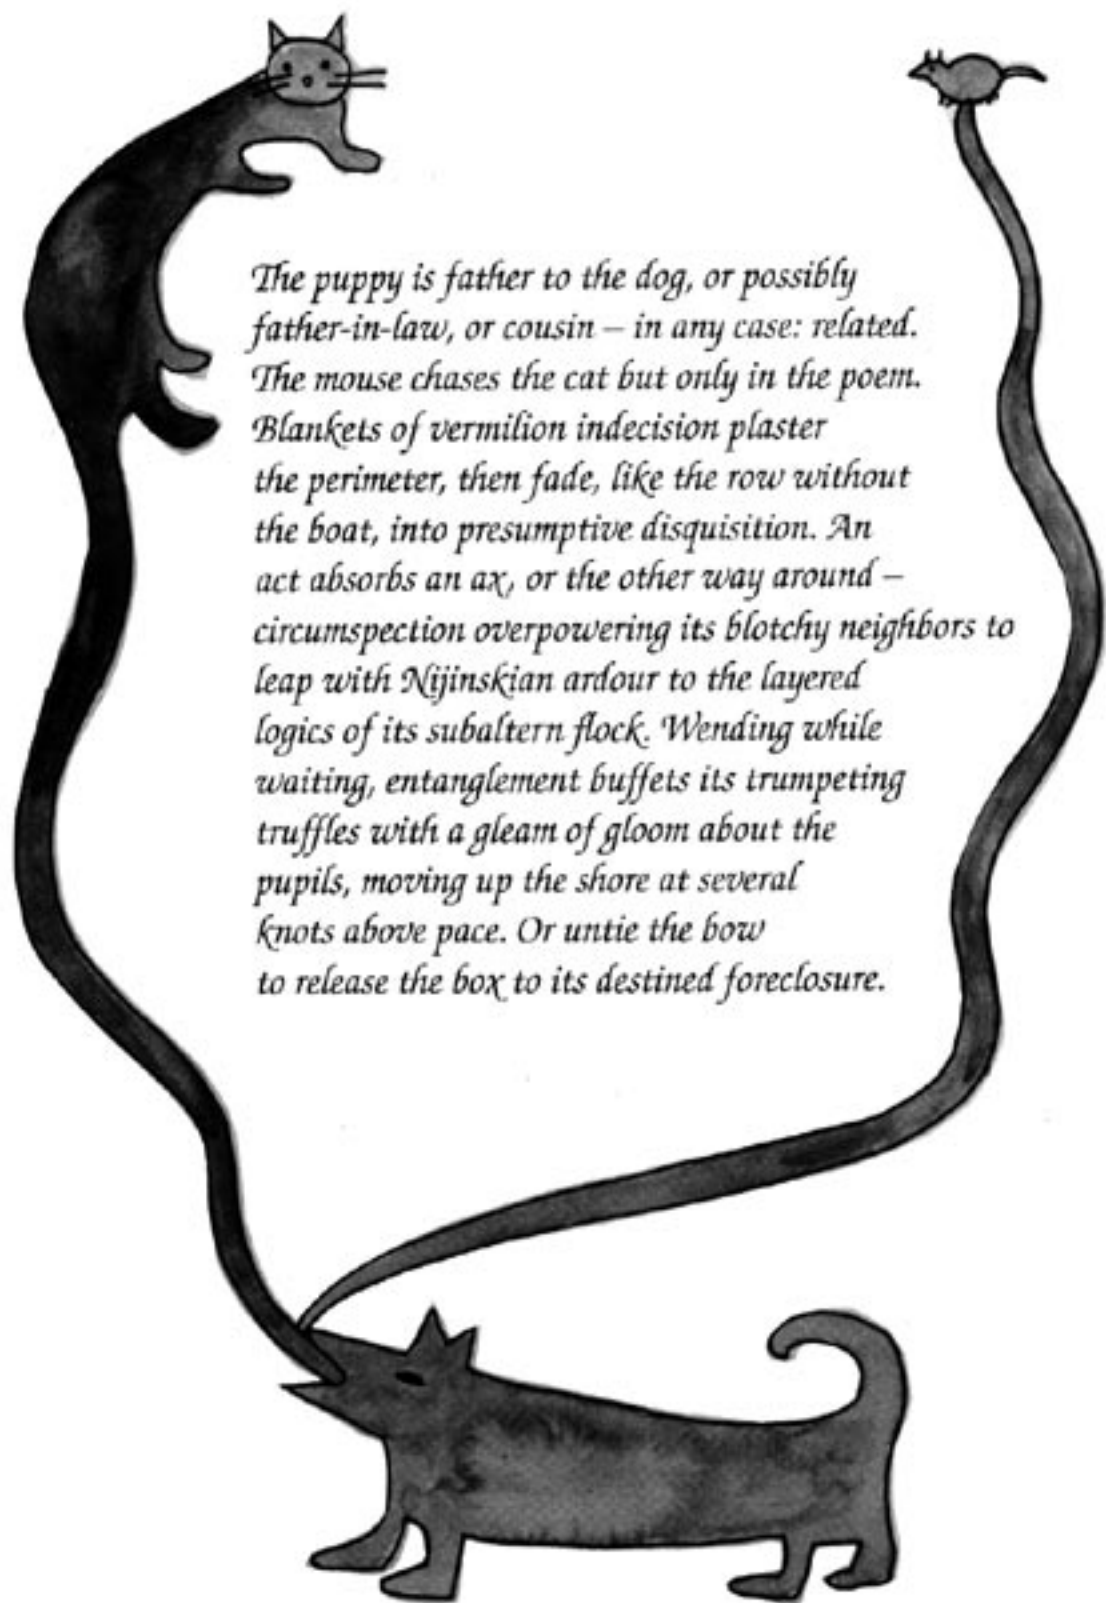 The puppy is father to the dog, or possibly
father-in-law, or cousin – in any case: related.
The mouse chases the cat but only in the poem.
Blankets of vermilion indecision plaster
the perimeter, then fade, like the row without
the boat, into presumptive disquisition. An
act absorbs an ax, or the other way around –
circumspection overpowering its blotchy neighbors to
leap with Nijinskian ardour to the layered
logics of its subaltern flock. Wending while
waiting, entanglement buffets its trumpeting
truffles with a gleam of gloom about the
pupils, moving up the shore at several
knots above pace. Or untie the bow
to release the box to its destined foreclosure.